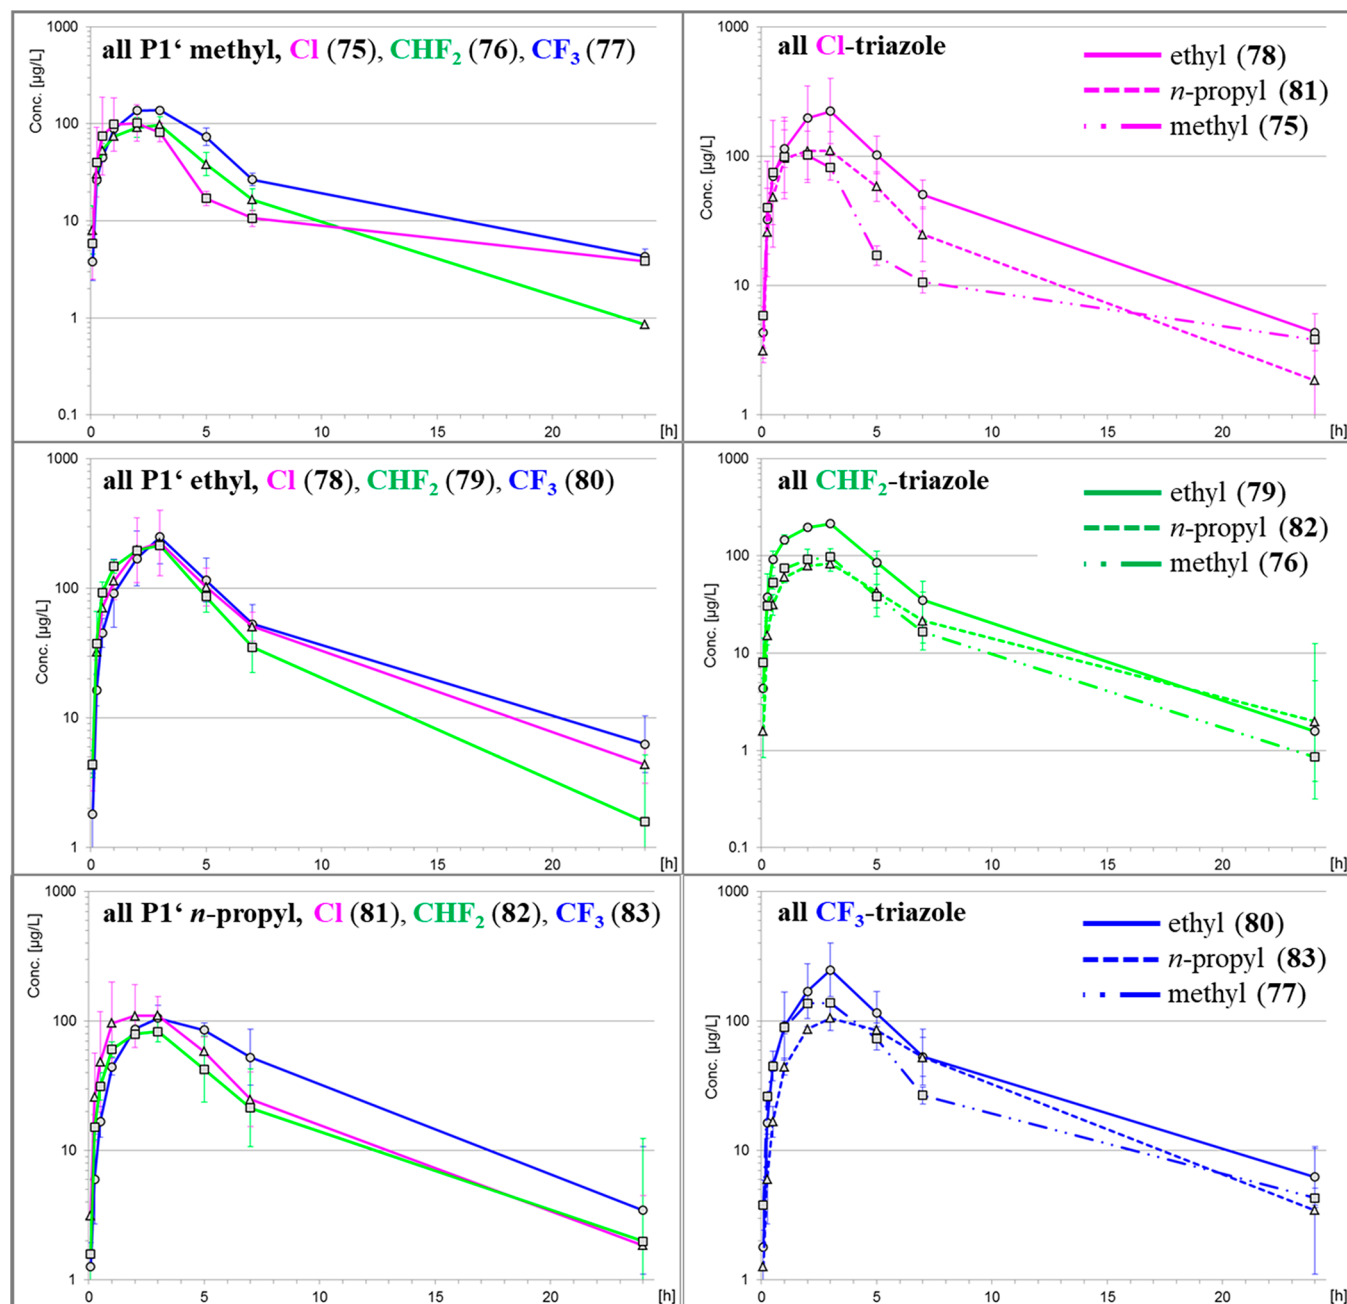 all P1‘ methyl, Cl (75), CHF2 (76), CF3 (77)
Conc. [µg/L]
1000
100
10
1
0.1
0 5 10 15 20 [h]
all Cl-triazole
ethyl (78)
n-propyl (81)
methyl (75)
Conc. [µg/L]
1000
100
10
1
0 5 10 15 20 [h]
all P1‘ ethyl, Cl (78), CHF2 (79), CF3 (80)
Conc. [µg/L]
1000
100
10
1
0 5 10 15 20 [h]
all CHF2-triazole
ethyl (79)
n-propyl (82)
methyl (76)
Conc. [µg/L]
1000
100
10
1
0.1
0 5 10 15 20 [h]
all P1‘ n-propyl, Cl (81), CHF2 (82), CF3 (83)
Conc. [µg/L]
1000
100
10
1
0 5 10 15 20 [h]
all CF3-triazole
ethyl (80)
n-propyl (83)
methyl (77)
Conc. [µg/L]
1000
100
10
1
0 5 10 15 20 [h]